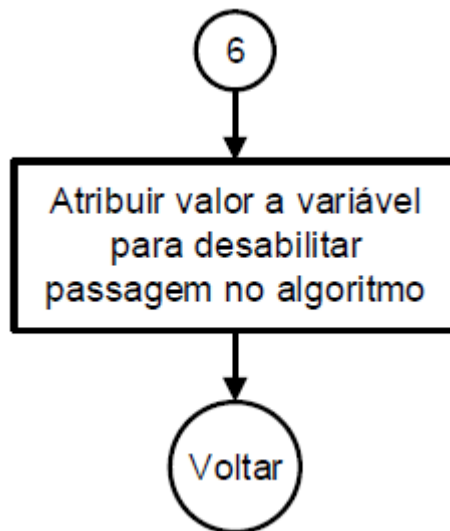 6
Atribuir valor a variável
para desabilitar
passagem no algoritmo
Voltar